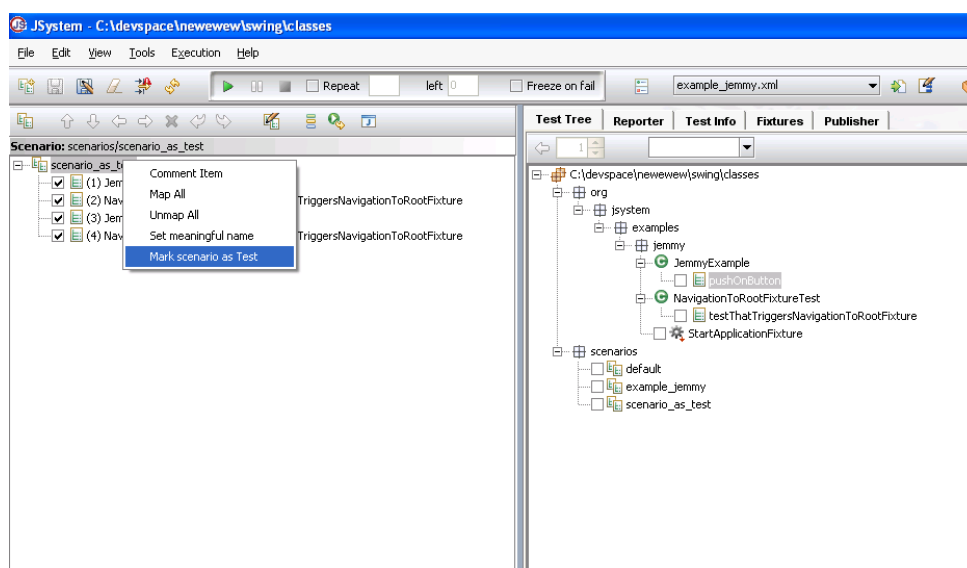 JSystem - C:\devspace\newewew\swing\classes
File Edit View Tools Execution Help
Repeat left 0 Freeze on fail example_jemmy.xml
Scenario: scenarios/scenario_as_test
scenario_as_t
(1) Jem
(2) Nav TriggersNavigationToRootFixture
(3) Jem
(4) Nav TriggersNavigationToRootFixture
Comment Item
Map All
Unmap All
Set meaningful name
Mark scenario as Test
Test Tree Reporter Test Info Fixtures Publisher
1
C:\devspace\newewew\swing\classes
org
jsystem
examples
jemmy
JemmyExample
pushOnButton
NavigationToRootFixtureTest
testThatTriggersNavigationToRootFixture
StartApplicationFixture
scenarios
default
example_jemmy
scenario_as_test